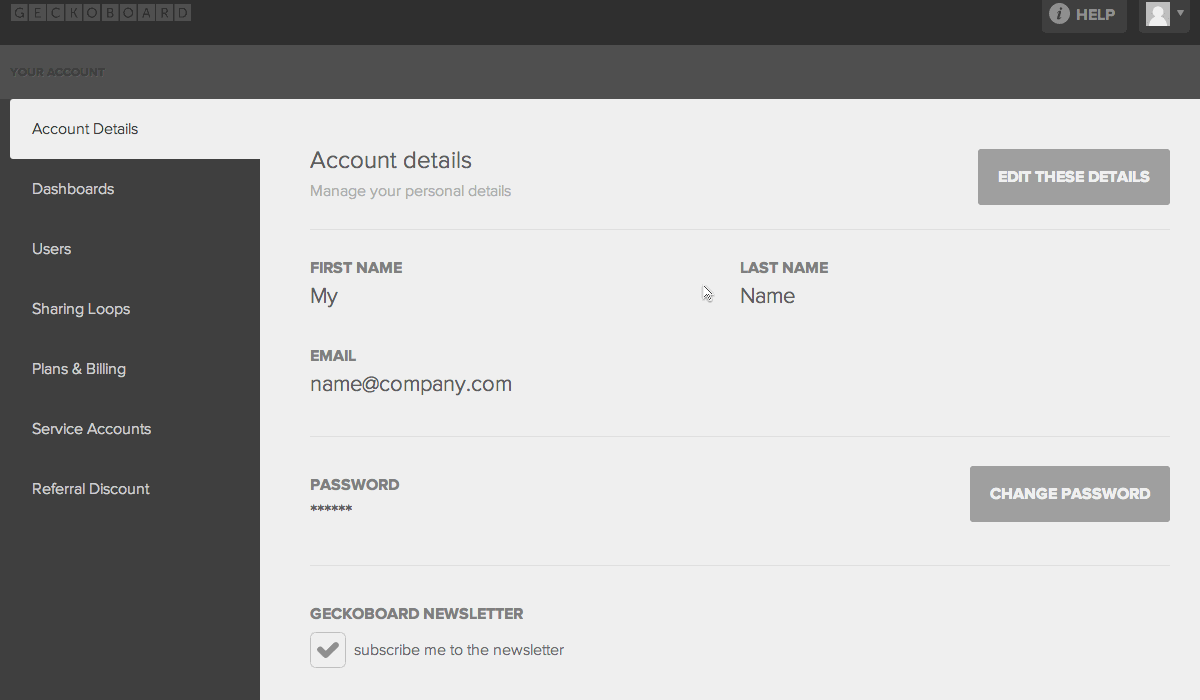 GECKOBOARD
i HELP
YOUR ACCOUNT
Account Details
Dashboards
Users
Sharing Loops
Plans & Billing
Service Accounts
Referral Discount
Account details
Manage your personal details
EDIT THESE DETAILS
FIRST NAME
My
LAST NAME
Name
EMAIL
name@company.com
PASSWORD
******
CHANGE PASSWORD
GECKOBOARD NEWSLETTER
subscribe me to the newsletter